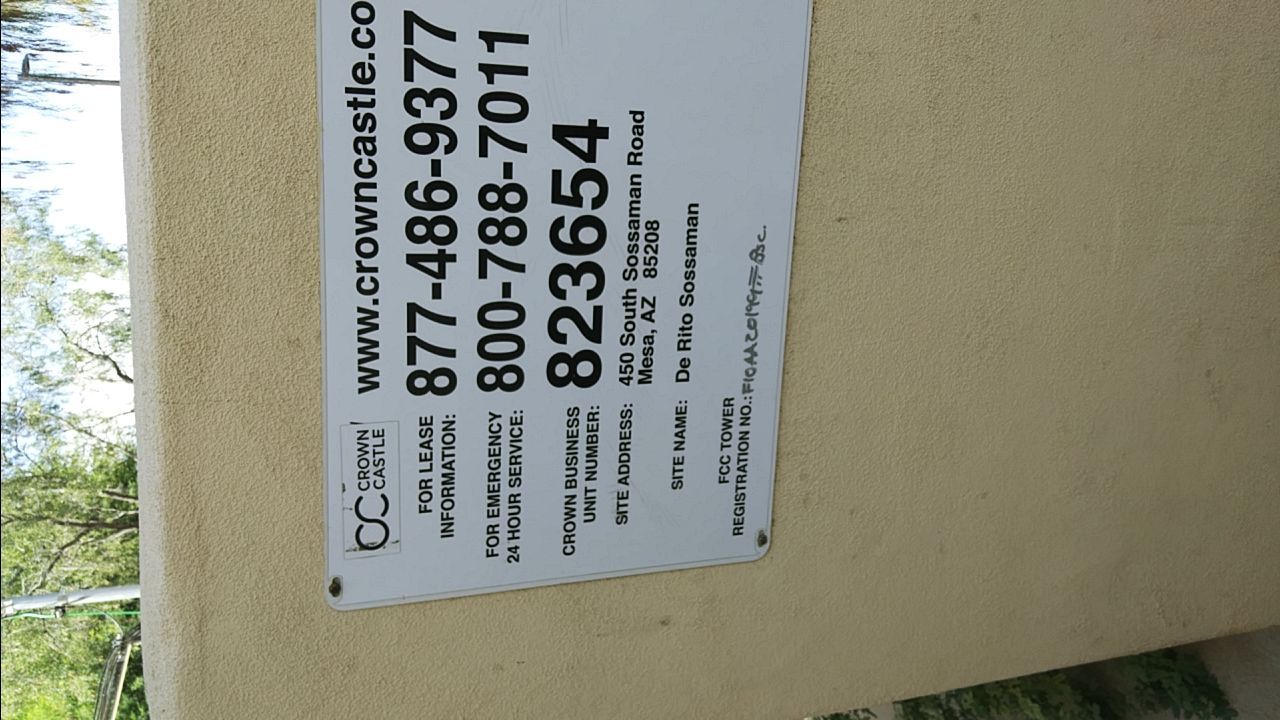 CROWN
CASTLE
www.crowncastle.co
FOR LEASE
INFORMATION:
877-486-9377
FOR EMERGENCY
24 HOUR SERVICE:
800-788-7011
CROWN BUSINESS
UNIT NUMBER:
823654
SITE ADDRESS:
450 South Sossaman Road
Mesa, AZ 85208
SITE NAME:
De Rito Sossaman
FCC TOWER
REGISTRATION NO.: